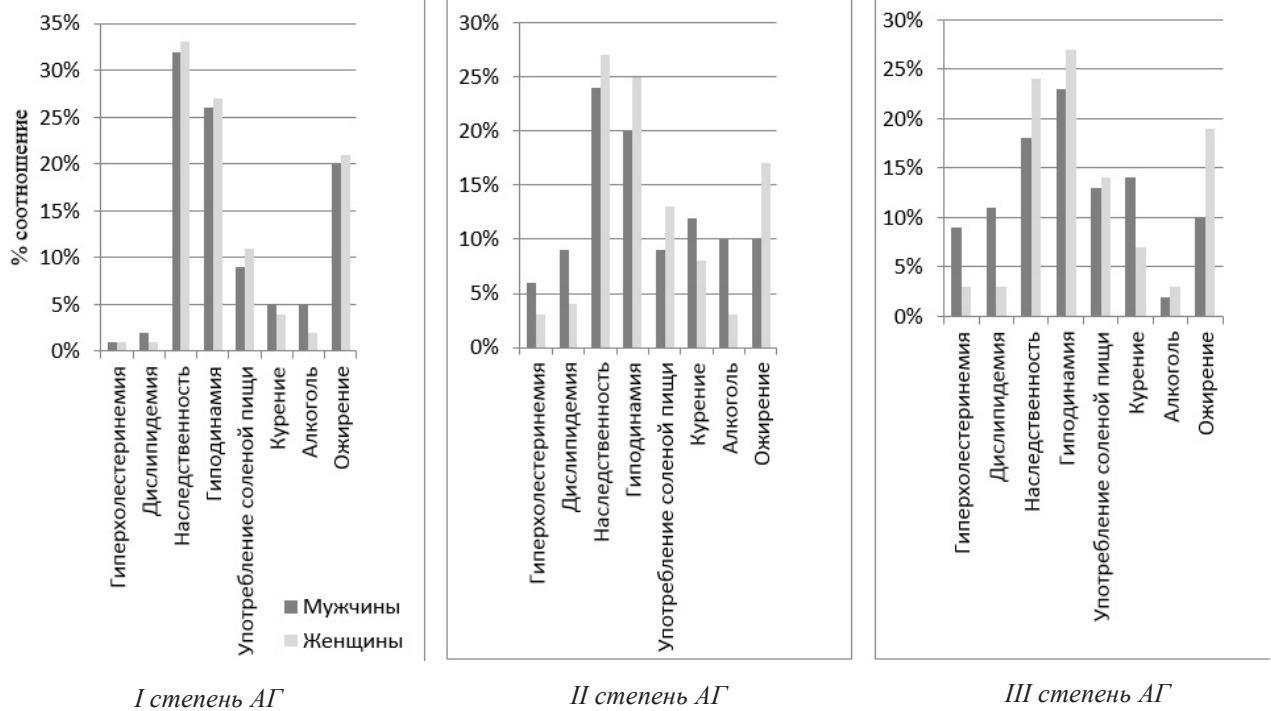 35%
30%
25%
20%
15%
10%
5%
0%
% соотношение
Гиперхолестеринемия
Дислипидемия
Наследственность
Гиподинамия
Употребление соленой пищи
Курение
Алкоголь
Ожирение
Мужчины
Женщины
I степень АГ
30%
25%
20%
15%
10%
5%
0%
Гиперхолестеринемия
Дислипидемия
Наследственность
Гиподинамия
Употребление соленой пищи
Курение
Алкоголь
Ожирение
II степень АГ
30%
25%
20%
15%
10%
5%
0%
Гиперхолестеринемия
Дислипидемия
Наследственность
Гиподинамия
Употребление соленой пищи
Курение
Алкоголь
Ожирение
III степень АГ